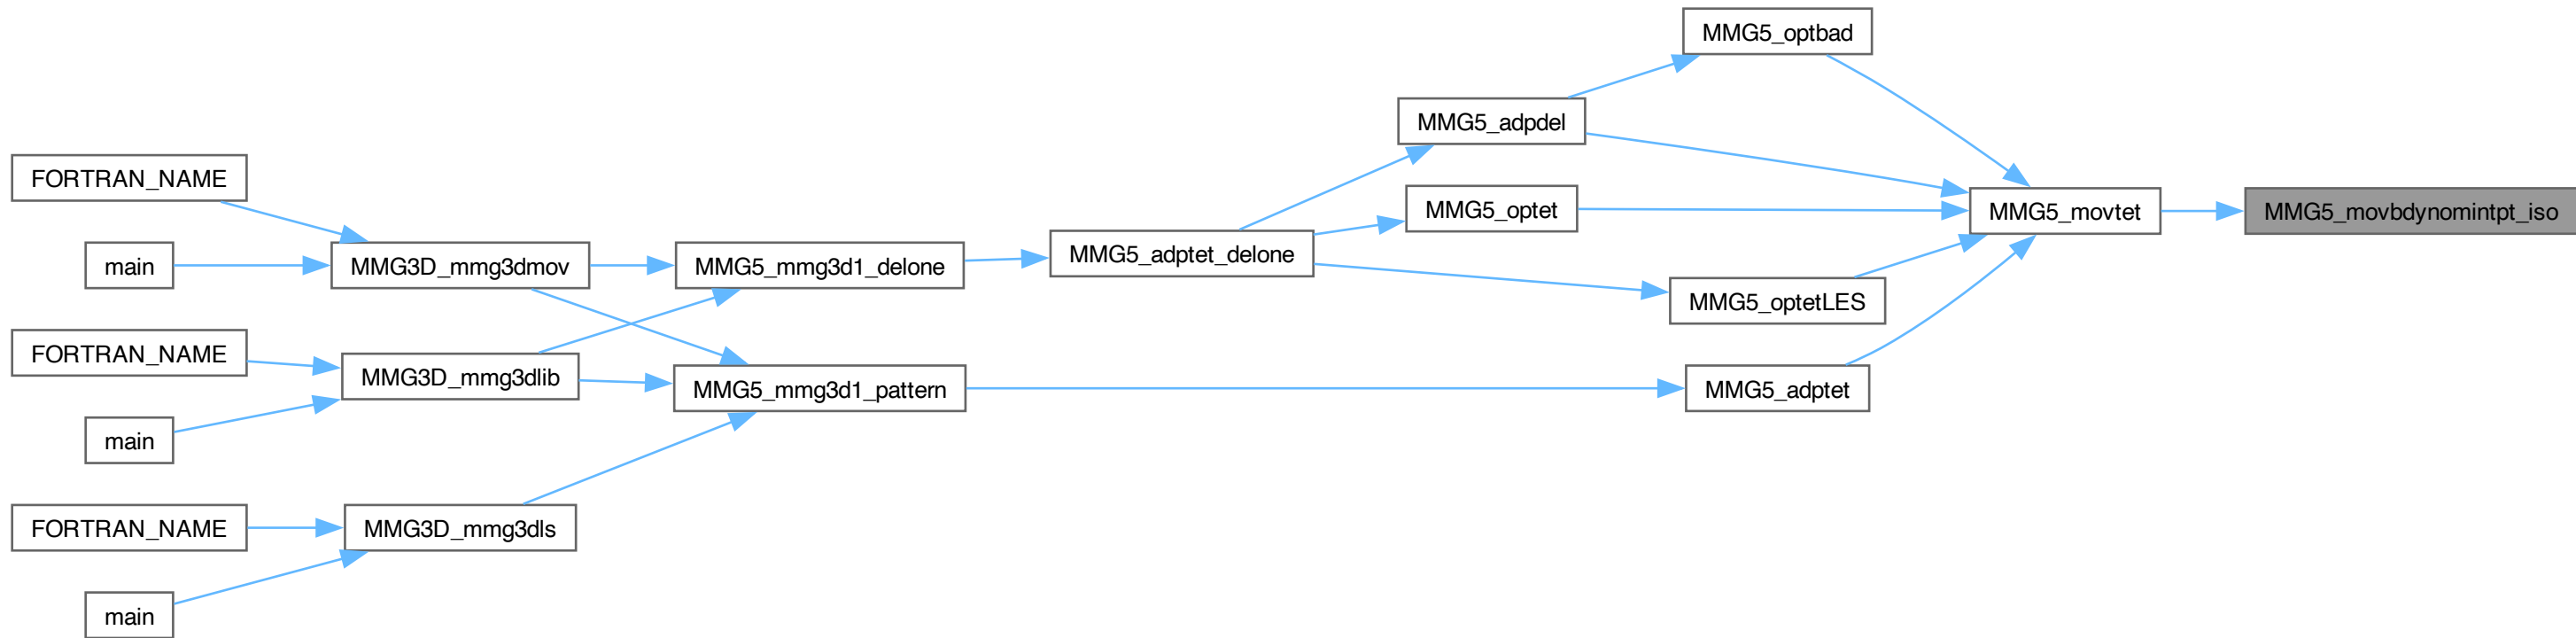 MMG5_optbad
MMG5_adpdel
FORTRAN_NAME
MMG5_optet
MMG5_movtet
MMG5_movbdynomintpt_iso
main
MMG3D_mmg3dmov
MMG5_mmg3d1_delone
MMG5_adptet_delone
MMG5_optetLES
FORTRAN_NAME
MMG3D_mmg3dlib
MMG5_mmg3d1_pattern
MMG5_adptet
main
FORTRAN_NAME
MMG3D_mmg3dls
main